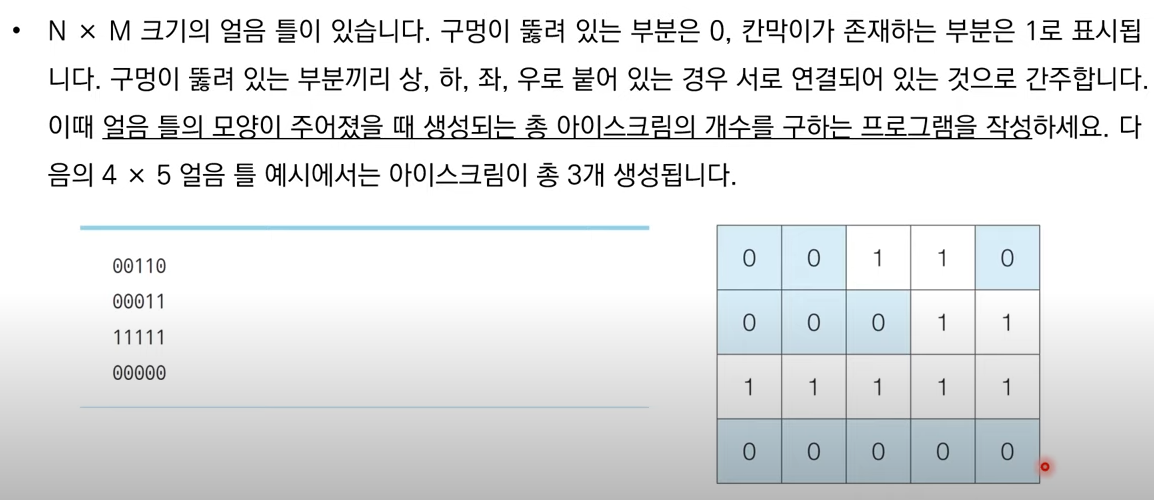 • N × M 크기의 얼음 틀이 있습니다. 구멍이 뚫려 있는 부분은 0, 칸막이가 존재하는 부분은 1로 표시됩
니다. 구멍이 뚫려 있는 부분끼리 상, 하, 좌, 우로 붙어 있는 경우 서로 연결되어 있는 것으로 간주합니다.
이때 얼음 틀의 모양이 주어졌을 때 생성되는 총 아이스크림의 개수를 구하는 프로그램을 작성하세요. 다
음의 4 × 5 얼음 틀 예시에서는 아이스크림이 총 3개 생성됩니다.
00110
00011
11111
00000
0 0 1 1 0
0 0 0 1 1
1 1 1 1 1
0 0 0 0 0